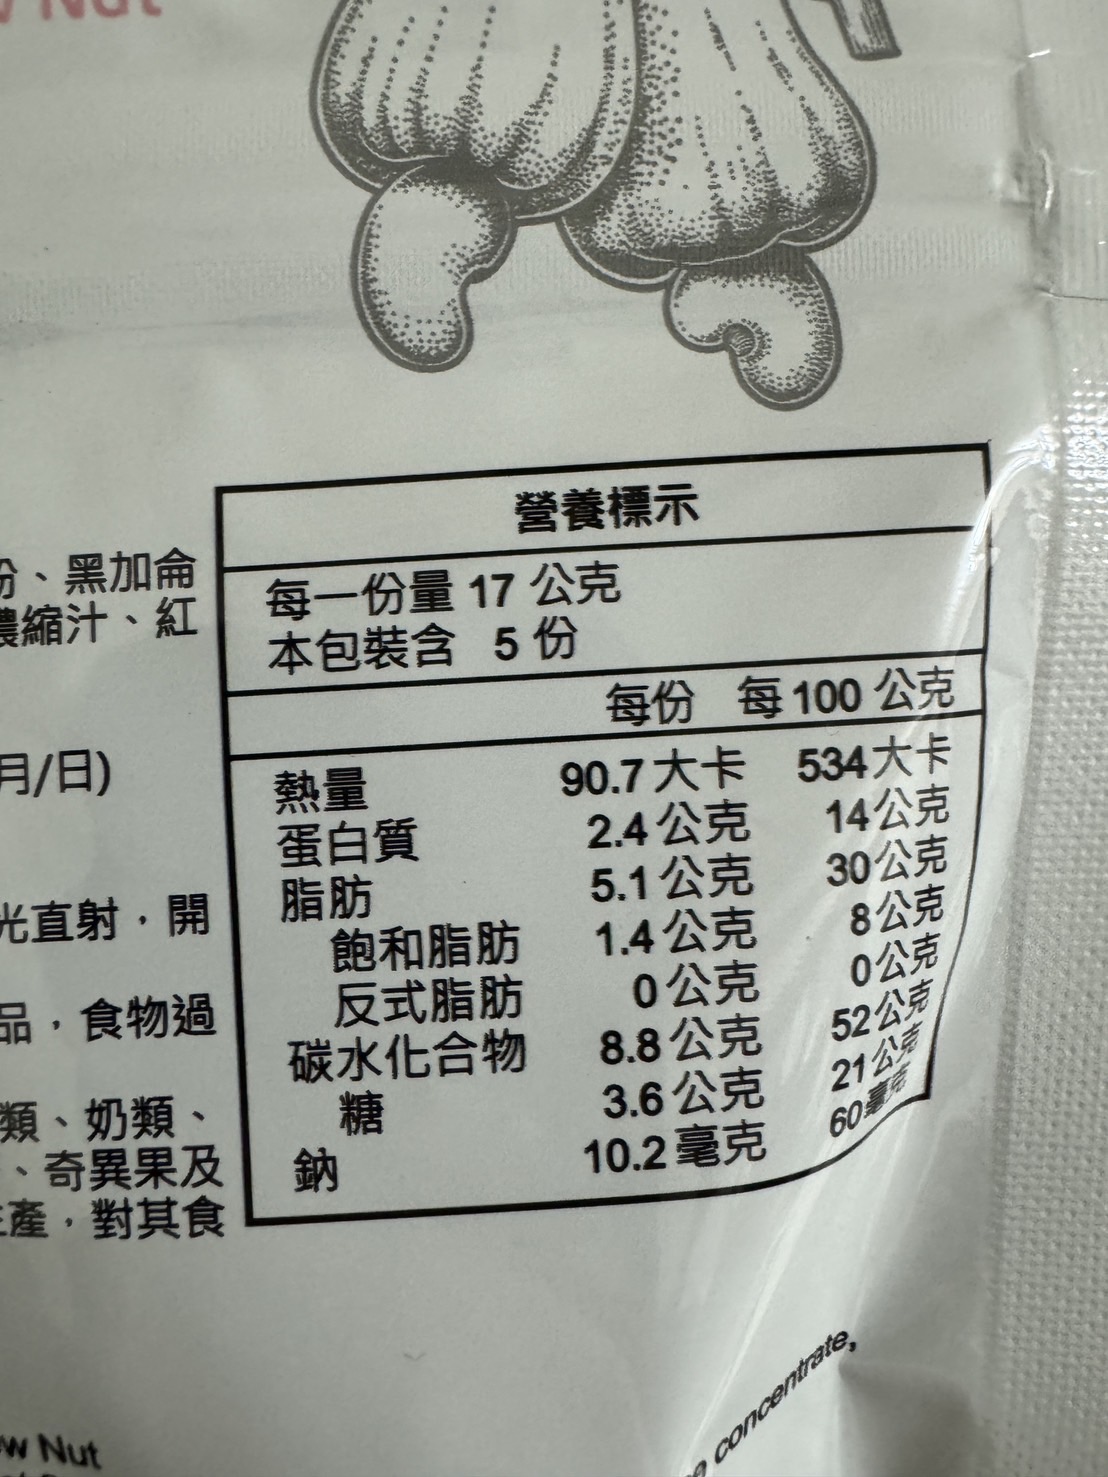 Nut
營養標示
每一份量 17 公克
本包裝含 5 份
每份 每 100 公克
熱量 90.7 大卡 534 大卡
蛋白質 2.4 公克 14 公克
脂肪 5.1 公克 30 公克
飽和脂肪 1.4 公克 8 公克
反式脂肪 0 公克 0 公克
碳水化合物 8.8 公克 52 公克
糖 3.6 公克 21 公克
鈉 10.2 毫克 60 毫克
、黑加侖
縮汁、紅
月/日)
光直射,開
品,食物過
類、奶類、
、奇異果及
產,對其食
w Nut
concentrate,